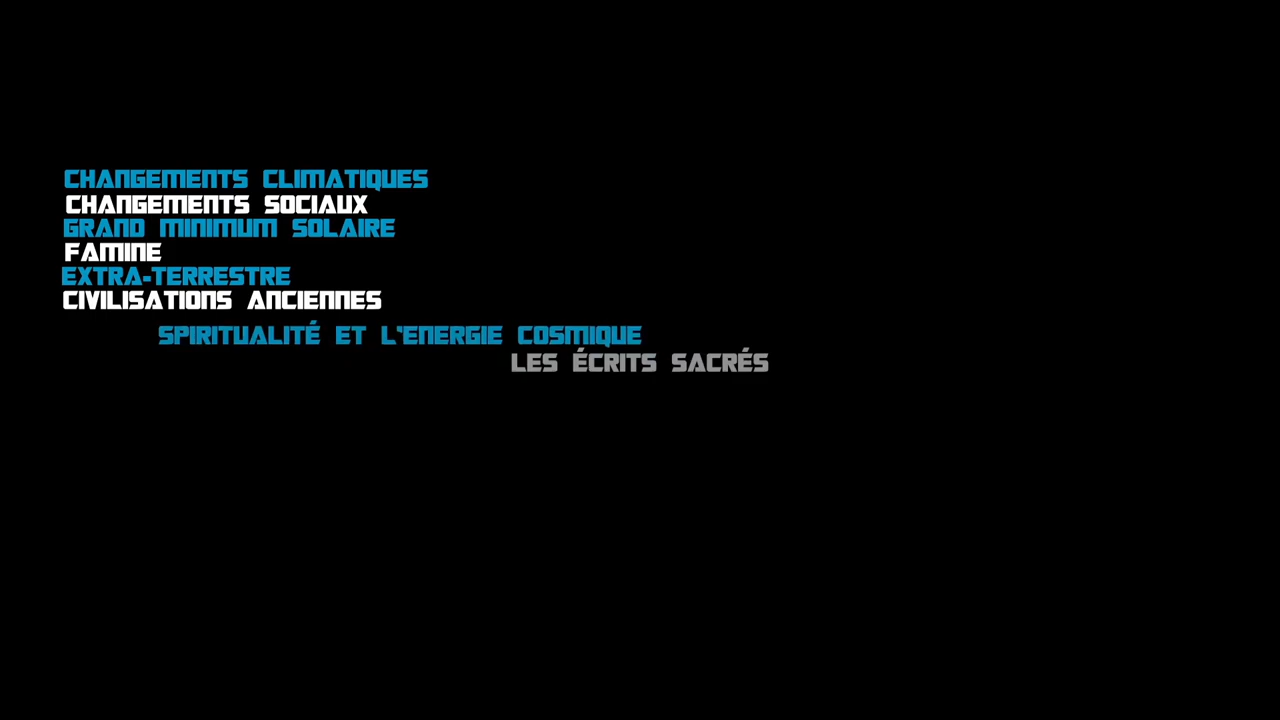 CHANGEMENTS CLIMATIQUES
CHANGEMENTS SOCIAUX
GRAND MINIMUM SOLAIRE
FAMINE
EXTRA-TERRESTRE
CIVILISATIONS ANCIENNES
SPIRITUALITÉ ET L'ENERGIE COSMIQUE
LES ÉCRITS SACRÉS